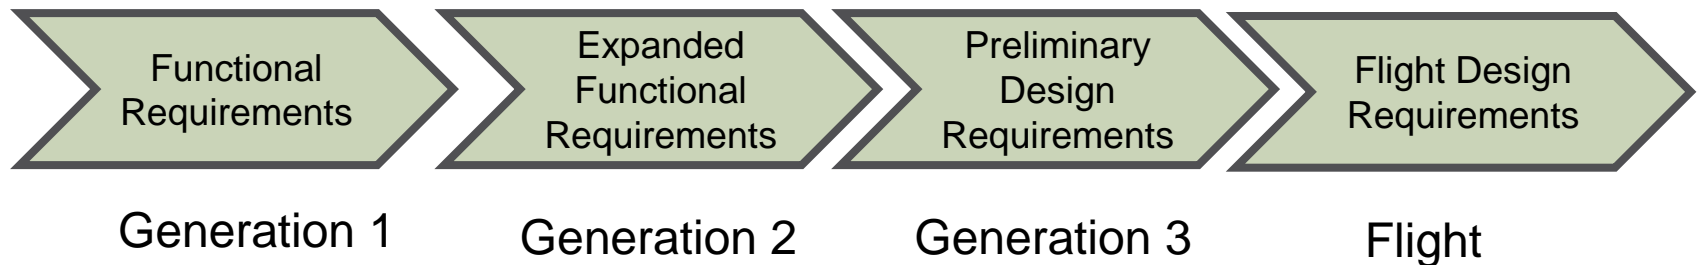 Functional
Requirements
Expanded
Functional
Requirements
Preliminary
Design
Requirements
Flight Design
Requirements
Generation 1
Generation 2
Generation 3
Flight